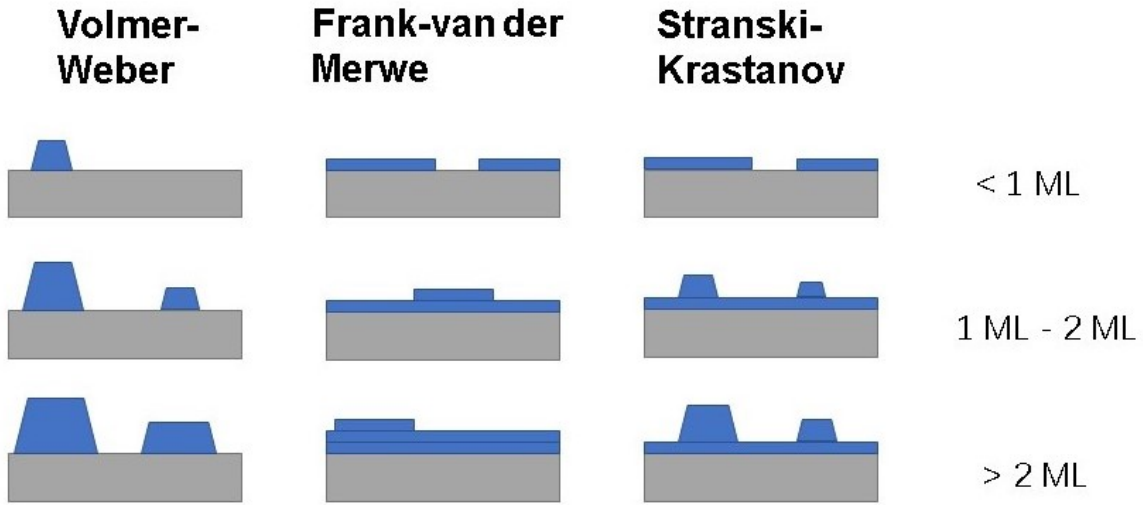 Volmer-
Weber
Frank-van der
Merwe
Stranski-
Krastanov
< 1 ML
1 ML - 2 ML
> 2 ML